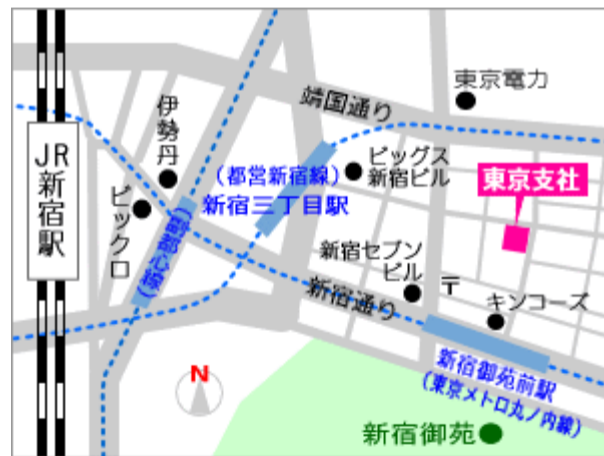 東京電力
靖国通り
伊勢丹
JR新宿駅
ビックロ
(都営新宿線)
新宿三丁目駅
ビッグス
新宿ビル
東京支社
(副都心線)
新宿セブン
ビル
〒
新宿通り
キンコーズ
新宿御苑前駅
(東京メトロ丸ノ内線)
N
新宿御苑